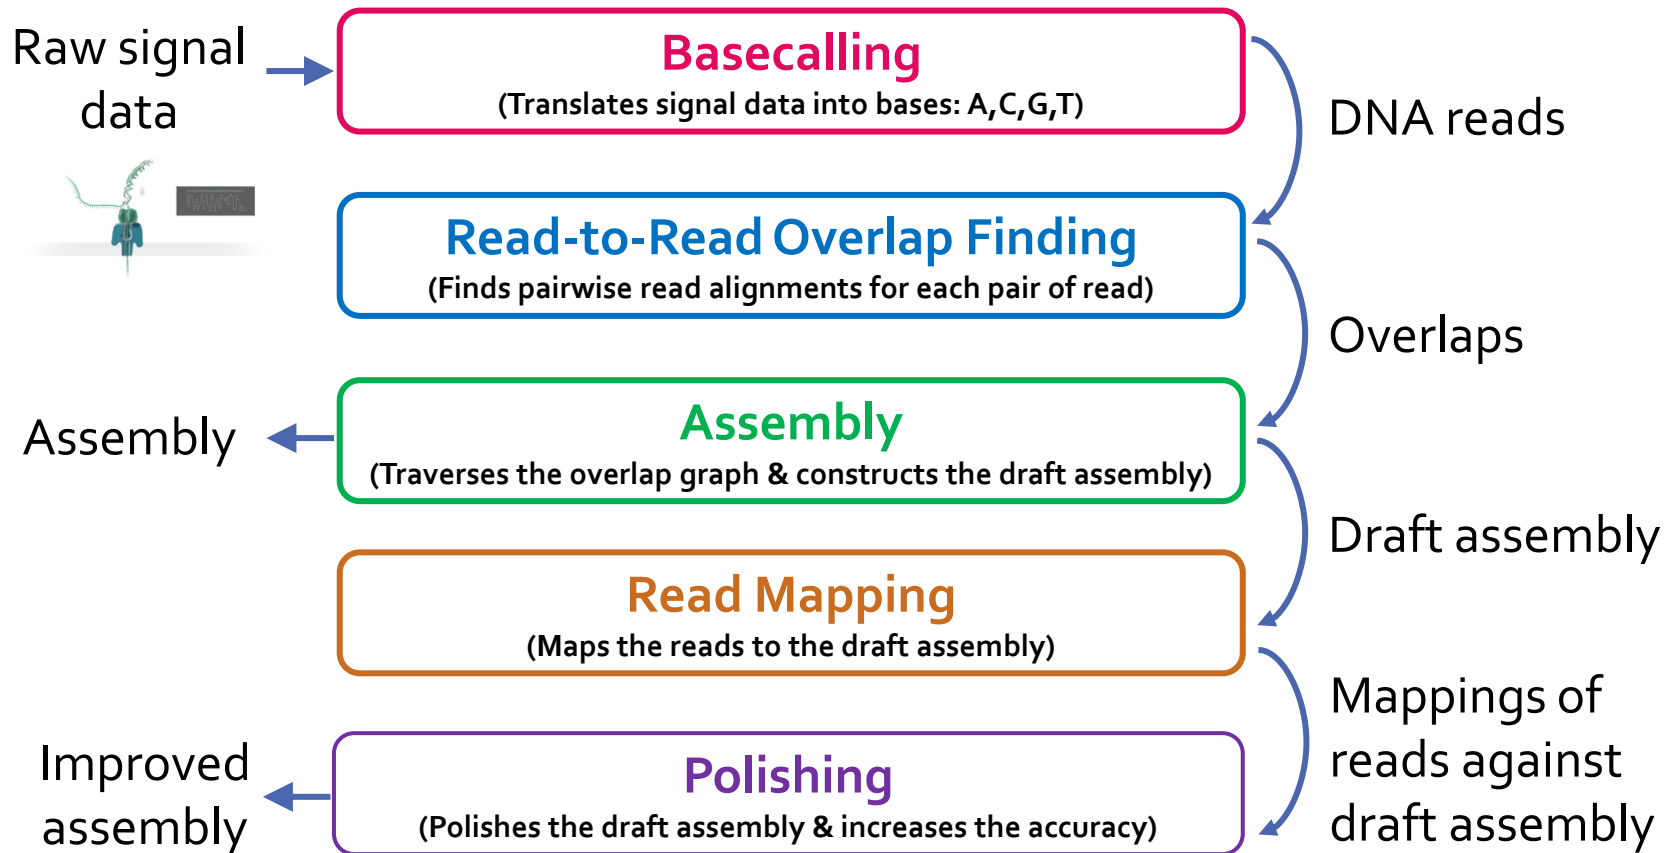 Raw signal
data
Basecalling
(Translates signal data into bases: A,C,G,T)
DNA reads
Read-to-Read Overlap Finding
(Finds pairwise read alignments for each pair of read)
Overlaps
Assembly
Assembly
(Traverses the overlap graph & constructs the draft assembly)
Draft assembly
Read Mapping
(Maps the reads to the draft assembly)
Mappings of
reads against
draft assembly
Improved
assembly
Polishing
(Polishes the draft assembly & increases the accuracy)